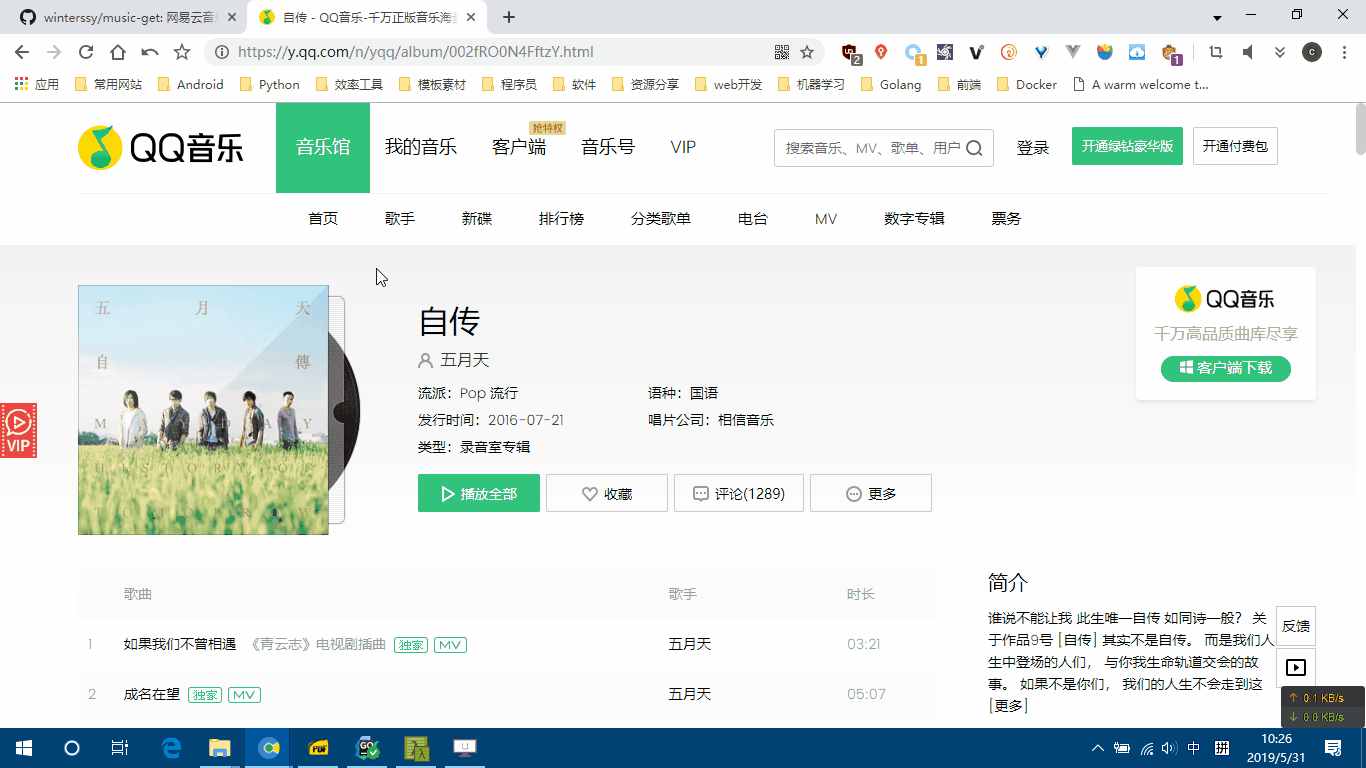 winterssy/music-get: 网易云音
自传 - QQ音乐-千万正版音乐海
https://y.qq.com/n/yqq/album/002fRO0N4FftzY.html
2
1
1
C
应用 常用网站 Android Python 效率工具 模板素材 程序员 软件 资源分享 web开发 机器学习 Golang 前端 Docker A warm welcome t...
QQ音乐 音乐馆 我的音乐 客户端 抢特权 音乐号 VIP 搜索音乐、MV、歌单、用户 登录 开通绿钻豪华版 开通付费包
首页 歌手 新碟 排行榜 分类歌单 电台 MV 数字专辑 票务
五 月 天
自 傳
M A Y D A Y
HISTORY OF
TOMORROW
自传
五月天
流派：Pop 流行 语种：国语
发行时间：2016-07-21 唱片公司：相信音乐
类型：录音室专辑
播放全部 收藏 评论(1289) 更多
QQ音乐
千万高品质曲库尽享
客户端下载
VIP
歌曲 歌手 时长
1 如果我们不曾相遇 《青云志》电视剧插曲 独家 MV 五月天 03:21
2 成名在望 独家 MV 五月天 05:07
简介
谁说不能让我 此生唯一自传 如同诗一般？ 关
于作品9号 [自传] 其实不是自传。 而是我们人
生中登场的人们， 与你我生命轨道交会的故
事。 如果不是你们， 我们的人生不会走到这
[更多]
反馈
↑ 0.1 KB/s
↓ 0.0 KB/s
PDF
GO
中 拼
10:26
2019/5/31